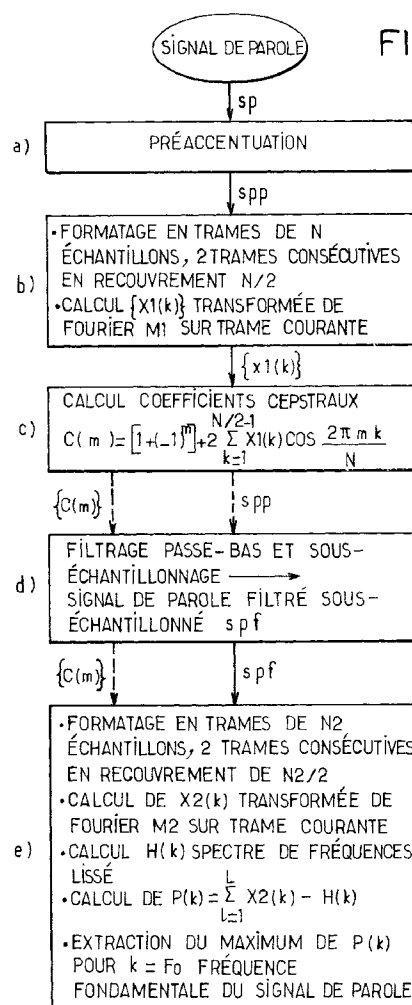 SIGNAL DE PAROLE
FI
sp
a)
PRÉACCENTUATION
spp
b)
•FORMATAGE EN TRAMES DE N
ÉCHANTILLONS, 2 TRAMES CONSÉCUTIVES
EN RECOUVREMENT N/2
•CALCUL {X1(k)} TRANSFORMÉE DE
FOURIER M1 SUR TRAME COURANTE
{x1(k)}
c)
CALCUL COEFFICIENTS CEPSTRAUX
C(m)=[1+(-1)^m]+2 ∑_{k=1}^{N/2-1} X1(k)COS 2πmk/N
{C(m)} spp
d)
FILTRAGE PASSE-BAS ET SOUS-
ÉCHANTILLONNAGE ⟶
SIGNAL DE PAROLE FILTRÉ SOUS-
ÉCHANTILLONNÉ spf
{C(m)} spf
e)
•FORMATAGE EN TRAMES DE N2
ÉCHANTILLONS, 2 TRAMES CONSÉCUTIVES
EN RECOUVREMENT DE N2/2
•CALCUL DE X2(k) TRANSFORMÉE DE
FOURIER M2 SUR TRAME COURANTE
•CALCUL H(k) SPECTRE DE FRÉQUENCES
LISSÉ
•CALCUL DE P(k)=∑_{l=1}^{L} X2(k) - H(k)
•EXTRACTION DU MAXIMUM DE P(k)
POUR k = Fo FRÉQUENCE
FONDAMENTALE DU SIGNAL DE PAROLE